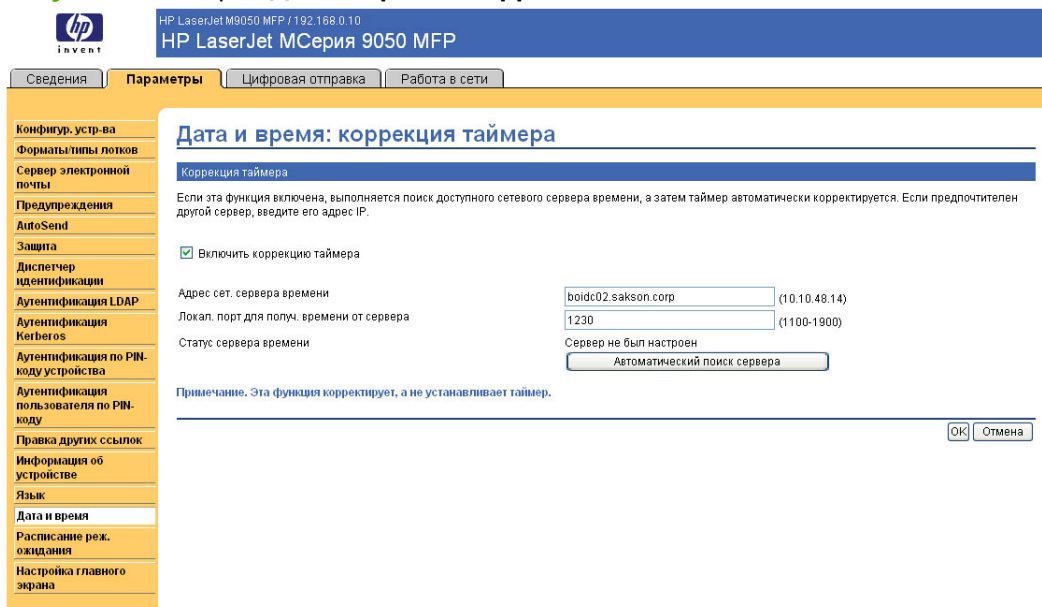 hp
invent
HP LaserJet M9050 MFP / 192.168.0.10
HP LaserJet MСерия 9050 MFP
Сведения
Параметры
Цифровая отправка
Работа в сети
Конфигур. устр-ва
Форматы/типы лотков
Сервер электронной
почты
Предупреждения
AutoSend
Защита
Диспетчер
идентификации
Аутентификация LDAP
Аутентификация
Kerberos
Аутентификация по PIN-
коду устройства
Аутентификация
пользователя по PIN-
коду
Правка других ссылок
Информация об
устройстве
Язык
Дата и время
Расписание реж.
ожидания
Настройка главного
экрана
Дата и время: коррекция таймера
Коррекция таймера
Если эта функция включена, выполняется поиск доступного сетевого сервера времени, а затем таймер автоматически корректируется. Если предпочтителен
другой сервер, введите его адрес IP.
Включить коррекцию таймера
Адрес сет. сервера времени boidc02.sakson.corp (10.10.48.14)
Локал. порт для получ. времени от сервера 1230 (1100-1900)
Статус сервера времени Сервер не был настроен
Автоматический поиск сервера
Примечание. Эта функция корректирует, а не устанавливает таймер.
OK Отмена